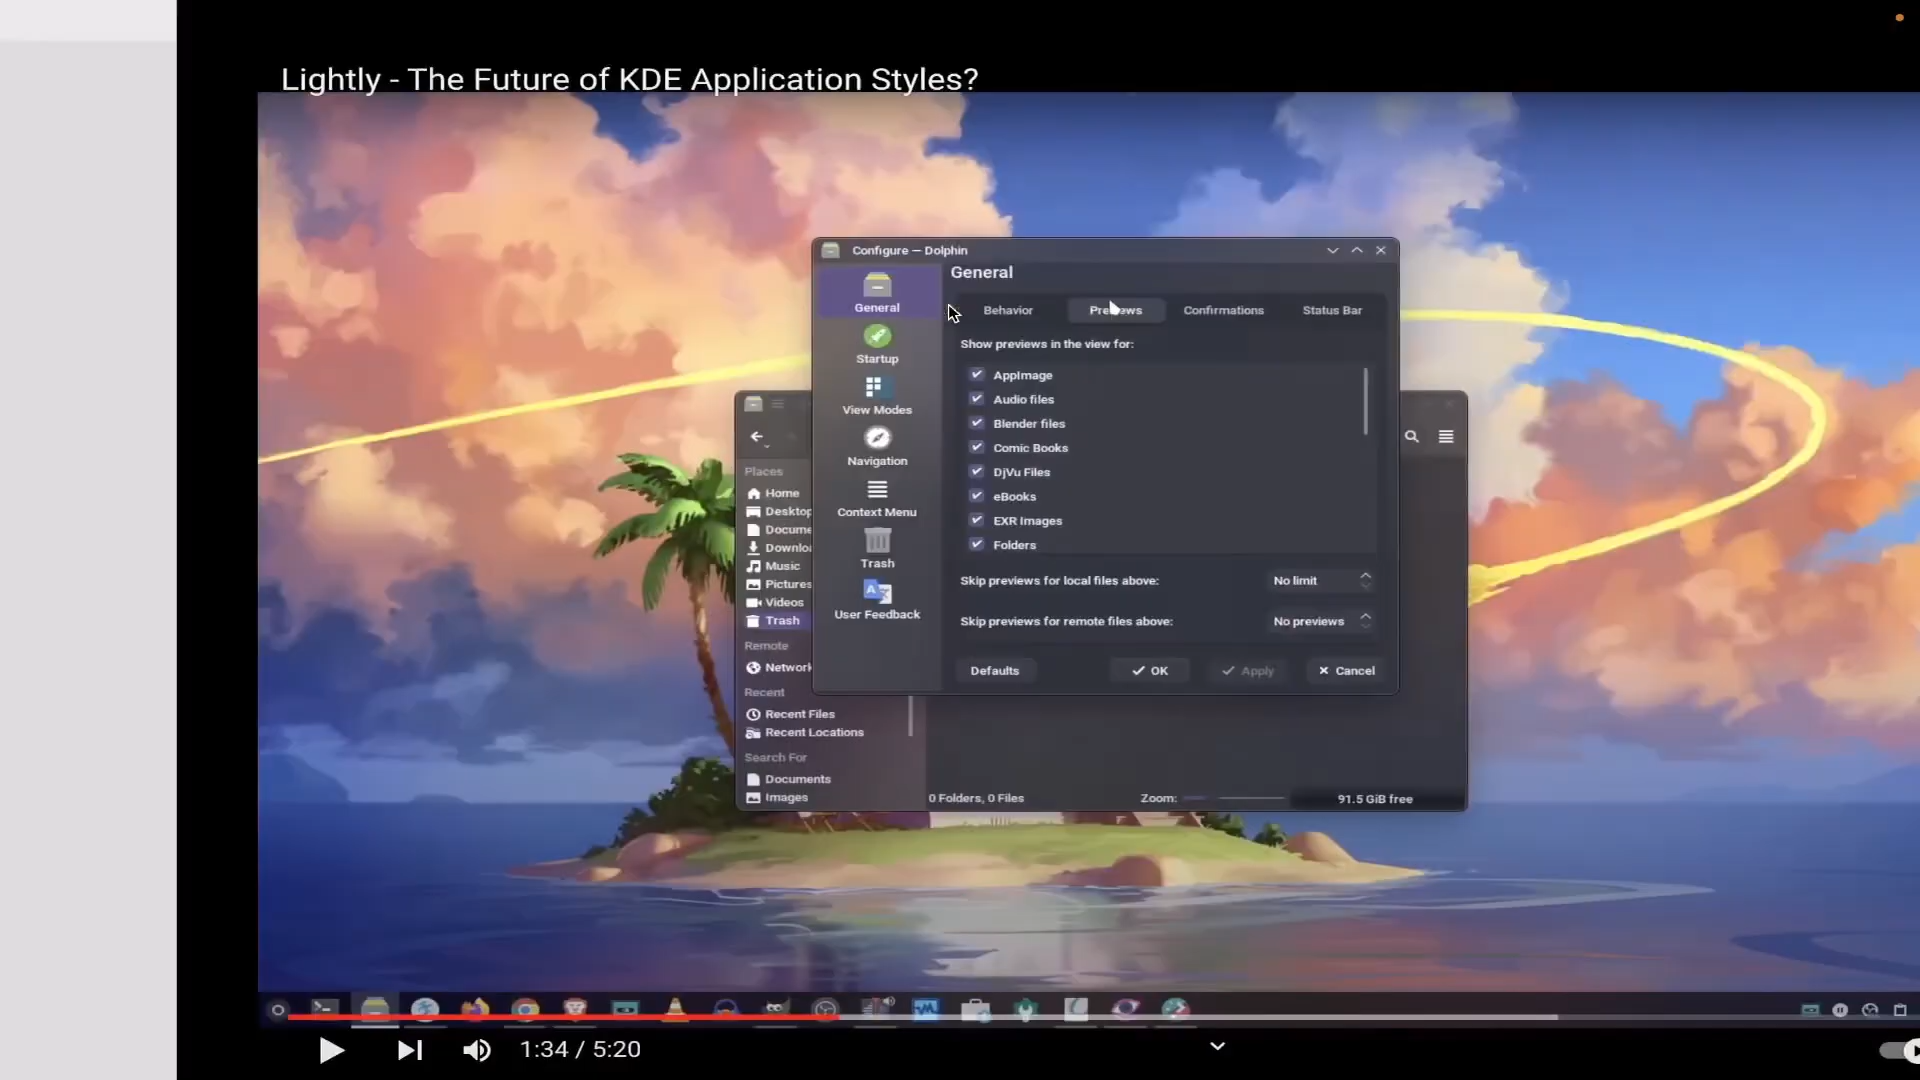 Lightly - The Future of KDE Application Styles?
Configure — Dolphin
General
General
Startup
View Modes
Navigation
Context Menu
Trash
User Feedback
Behavior
Previews
Confirmations
Status Bar
Show previews in the view for:
AppImage
Audio files
Blender files
Comic Books
DjVu Files
eBooks
EXR Images
Folders
Skip previews for local files above:
No limit
Skip previews for remote files above:
No previews
Defaults
OK
Apply
Cancel
Places
Home
Desktop
Docume
Downloa
Music
Pictures
Videos
Trash
Remote
Network
Recent
Recent Files
Recent Locations
Search For
Documents
Images
0 Folders, 0 Files
Zoom:
91.5 GiB free
1:34 / 5:20